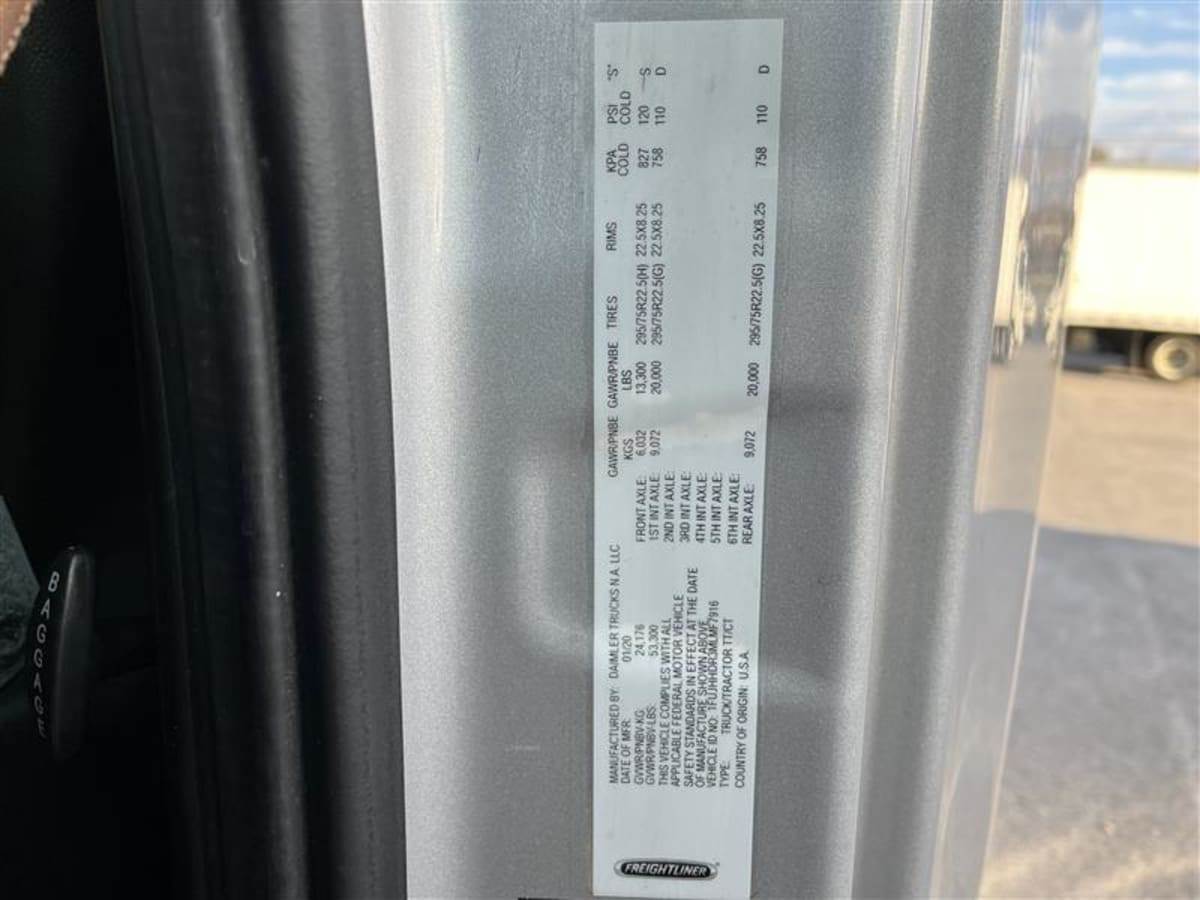 FREIGHTLINER
MANUFACTURED BY: DAIMLER TRUCKS N.A. LLC
DATE OF MFR: 01/20
GVWR/PNBV-KG: 24,176
GVWR/PNBV-LBS: 53,300
THIS VEHICLE COMPLIES WITH ALL
APPLICABLE FEDERAL MOTOR VEHICLE
SAFETY STANDARDS IN EFFECT AT THE DATE
OF MANUFACTURE SHOWN ABOVE
VEHICLE ID NO: 1FUJHHDR3MLMF7916
TYPE: TRUCK/TRACTOR TT/CT
COUNTRY OF ORIGIN: U.S.A.
GAWR/PNBE GAWR/PNBE TIRES RIMS KPA PSI "S"
KGS LBS COLD COLD
FRONT AXLE: 6,032 13,300 295/75R22.5(H) 22.5X8.25 827 120 -S
1ST INT AXLE: 9,072 20,000 295/75R22.5(G) 22.5X8.25 758 110 D
2ND INT AXLE:
3RD INT AXLE:
4TH INT AXLE:
5TH INT AXLE:
6TH INT AXLE:
REAR AXLE: 9,072 20,000 295/75R22.5(G) 22.5X8.25 758 110 D
BAGGAGE